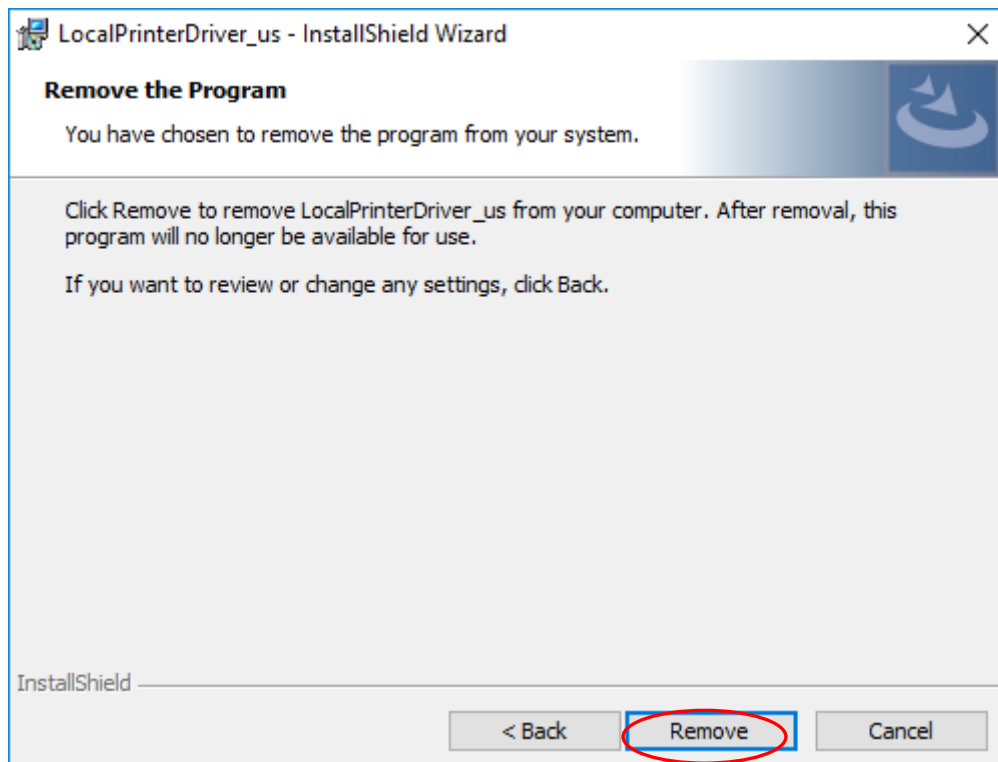 LocalPrinterDriver_us - InstallShield Wizard
Remove the Program
You have chosen to remove the program from your system.
Click Remove to remove LocalPrinterDriver_us from your computer. After removal, this
program will no longer be available for use.
If you want to review or change any settings, click Back.
InstallShield
< Back Remove Cancel